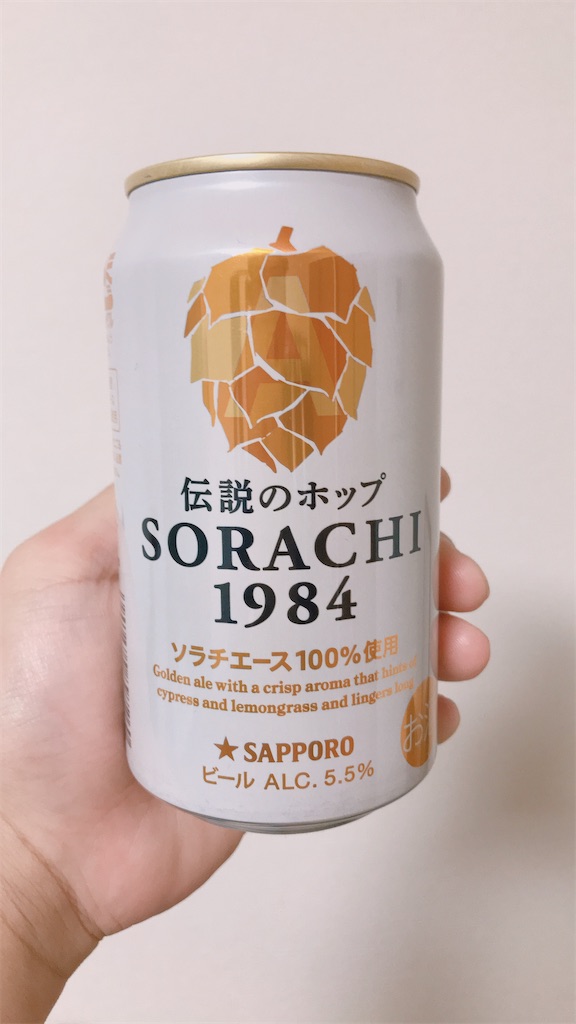 伝説のホップ
SORACHI
1984
ソラチエース100%使用
Golden ale with a crisp aroma that hints of
cypress and lemongrass and lingers long
★ SAPPORO
ビール ALC. 5.5%